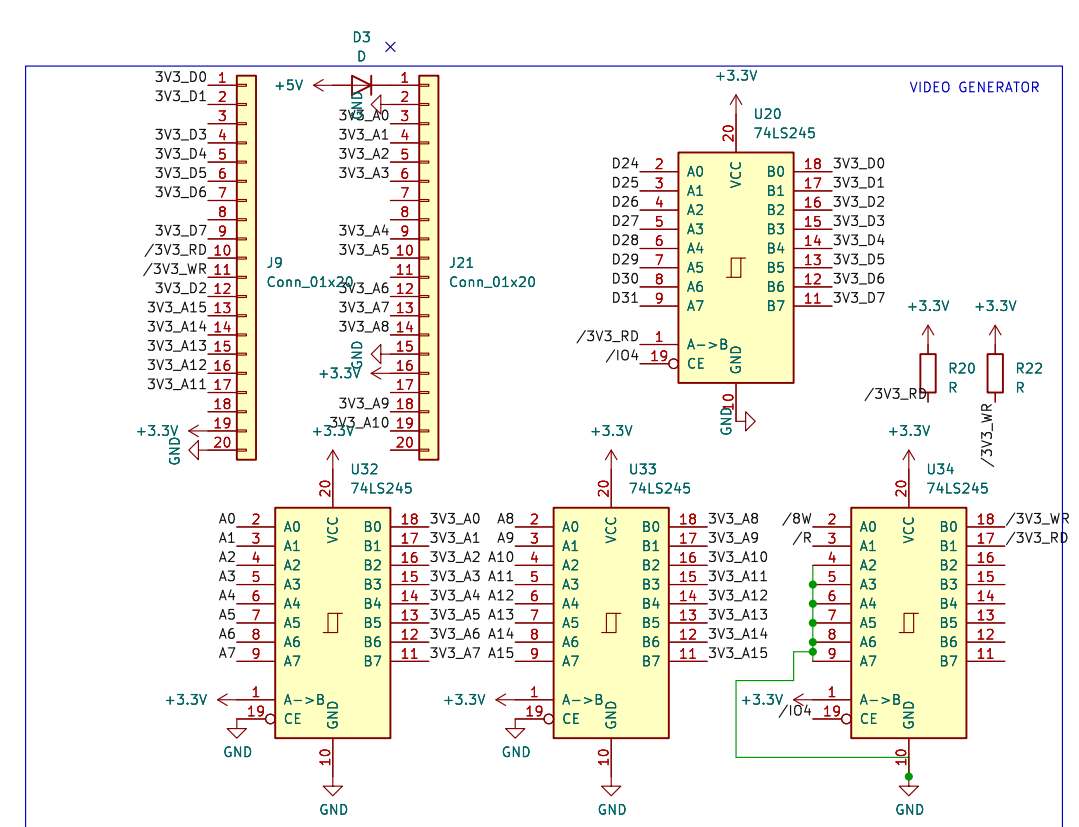 D3
D
VIDEO GENERATOR
3V3_D0 1
3V3_D1 2
3
3V3_D3 4
3V3_D4 5
3V3_D5 6
3V3_D6 7
8
3V3_D7 9
/3V3_RD 10
/3V3_WR 11
3V3_D2 12
3V3_A15 13
3V3_A14 14
3V3_A13 15
3V3_A12 16
3V3_A11 17
18
+3.3V 19
GND 20
J9
Conn_01x20
+5V 1
GND 2
3V3_A0 3
3V3_A1 4
3V3_A2 5
3V3_A3 6
7
8
3V3_A4 9
3V3_A5 10
11
3V3_A6 12
3V3_A7 13
3V3_A8 14
GND 15
+3.3V 16
17
3V3_A9 18
3V3_A10 19
20
J21
Conn_01x20
+3.3V
20
VCC
U20
74LS245
D24 2 A0 B0 18 3V3_D0
D25 3 A1 B1 17 3V3_D1
D26 4 A2 B2 16 3V3_D2
D27 5 A3 B3 15 3V3_D3
D28 6 A4 B4 14 3V3_D4
D29 7 A5 B5 13 3V3_D5
D30 8 A6 B6 12 3V3_D6
D31 9 A7 B7 11 3V3_D7
/3V3_RD 1 A->B
/IO4 19 CE
GND
10
GND
+3.3V
R20
R
/3V3_RD
+3.3V
R22
R
/3V3_WR
+3.3V
20
VCC
U32
74LS245
A0 2 A0 B0 18 3V3_A0
A1 3 A1 B1 17 3V3_A1
A2 4 A2 B2 16 3V3_A2
A3 5 A3 B3 15 3V3_A3
A4 6 A4 B4 14 3V3_A4
A5 7 A5 B5 13 3V3_A5
A6 8 A6 B6 12 3V3_A6
A7 9 A7 B7 11 3V3_A7
+3.3V 1 A->B
19 CE
GND
GND
10
GND
+3.3V
20
VCC
U33
74LS245
A8 2 A0 B0 18 3V3_A8
A9 3 A1 B1 17 3V3_A9
A10 4 A2 B2 16 3V3_A10
A11 5 A3 B3 15 3V3_A11
A12 6 A4 B4 14 3V3_A12
A13 7 A5 B5 13 3V3_A13
A14 8 A6 B6 12 3V3_A14
A15 9 A7 B7 11 3V3_A15
+3.3V 1 A->B
19 CE
GND
GND
10
GND
+3.3V
20
VCC
U34
74LS245
/8W 2 A0 B0 18 /3V3_WR
/R 3 A1 B1 17 /3V3_RD
4 A2 B2 16
5 A3 B3 15
6 A4 B4 14
7 A5 B5 13
8 A6 B6 12
9 A7 B7 11
+3.3V 1 A->B
/IO4 19 CE
GND
10
GND